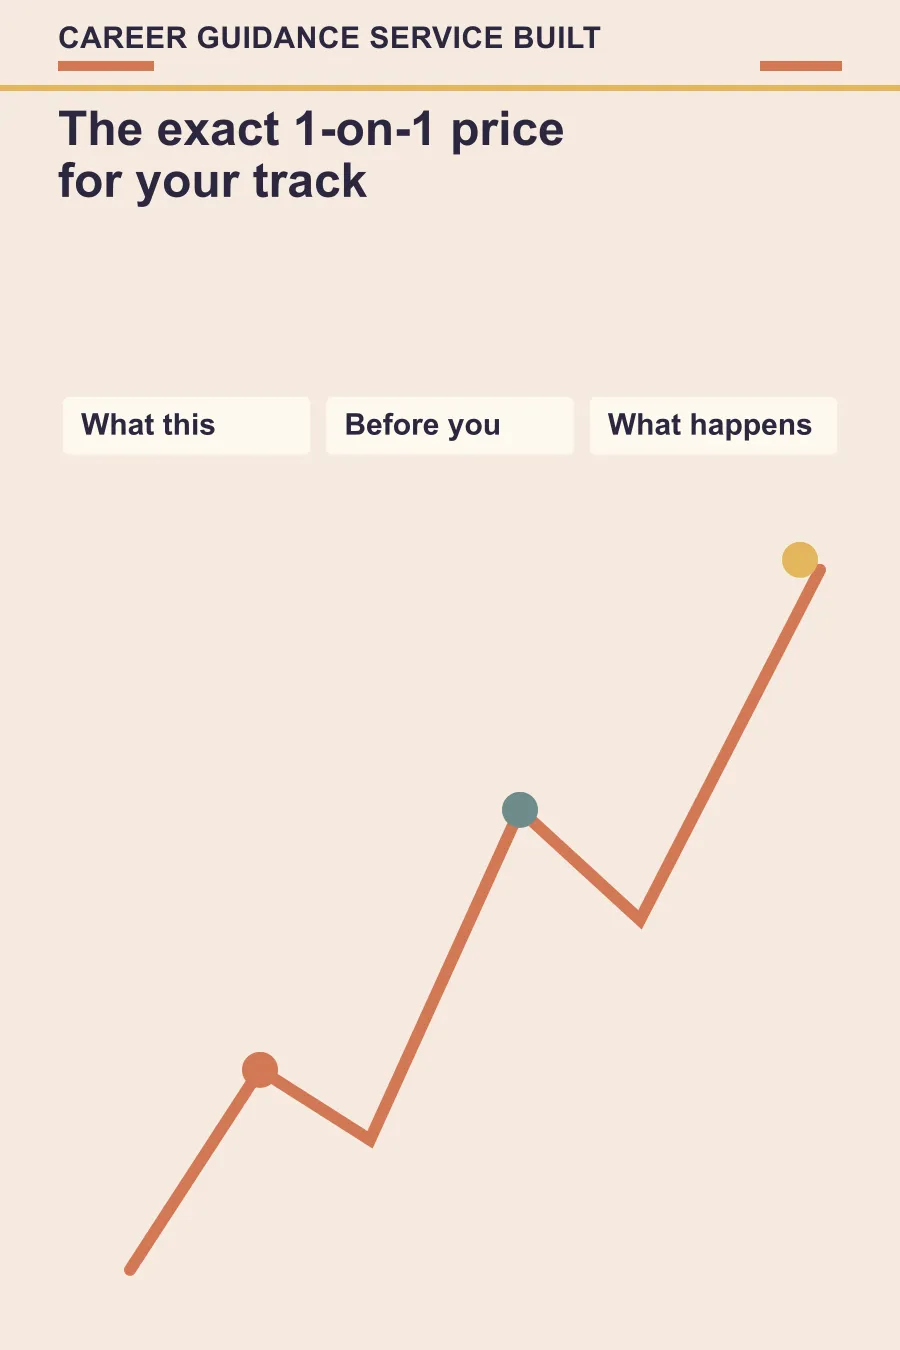 CAREER GUIDANCE SERVICE BUILT
The exact 1-on-1 price
for your track
What this
Before you
What happens